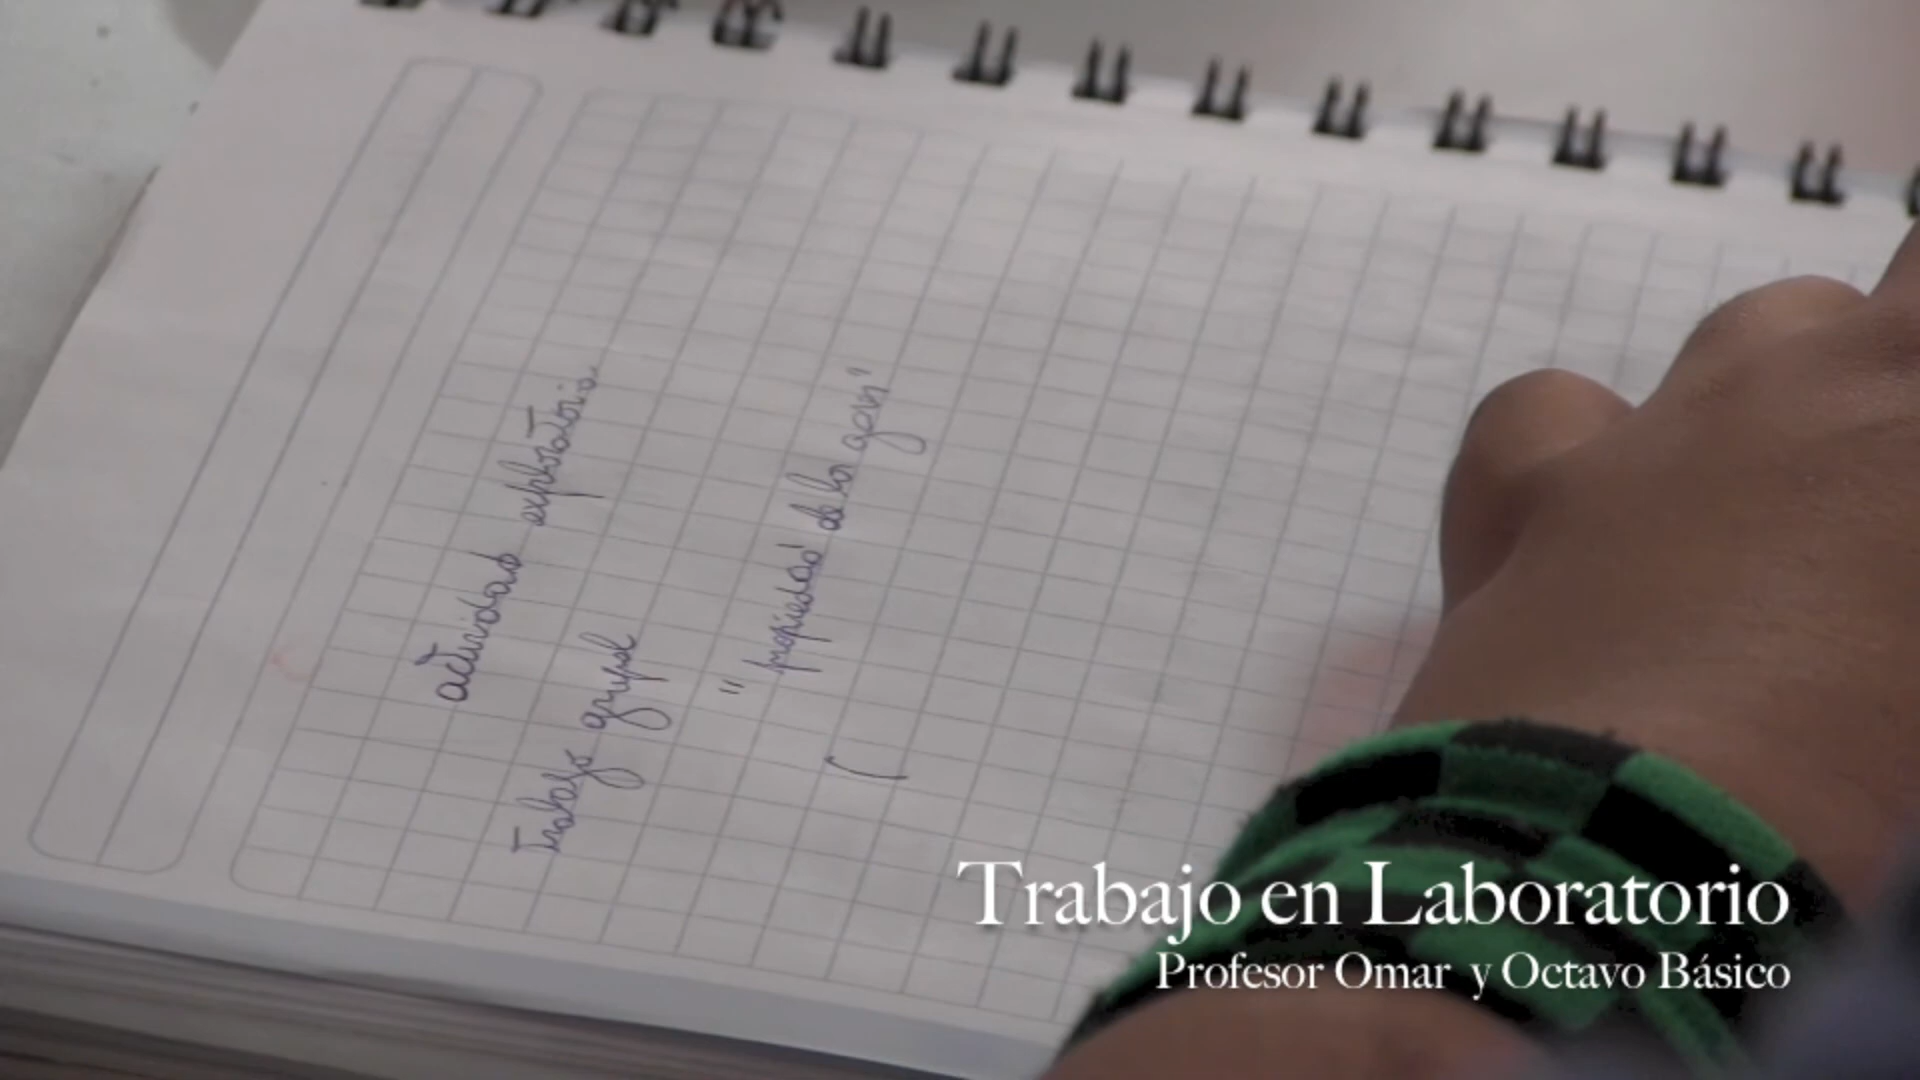 actividad exploratoria.
Trabajo grupal
" propiedad de los gases"
(
Trabajo en Laboratorio
Profesor Omar y Octavo Básico